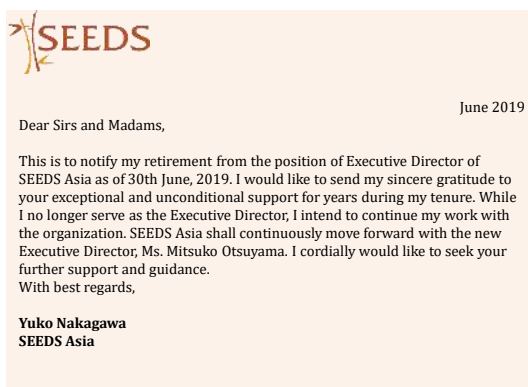 SEEDS
June 2019
Dear Sirs and Madams,
This is to notify my retirement from the position of Executive Director of
SEEDS Asia as of 30th June, 2019. I would like to send my sincere gratitude to
your exceptional and unconditional support for years during my tenure. While
I no longer serve as the Executive Director, I intend to continue my work with
the organization. SEEDS Asia shall continuously move forward with the new
Executive Director, Ms. Mitsuko Otsuyama. I cordially would like to seek your
further support and guidance.
With best regards,
Yuko Nakagawa
SEEDS Asia